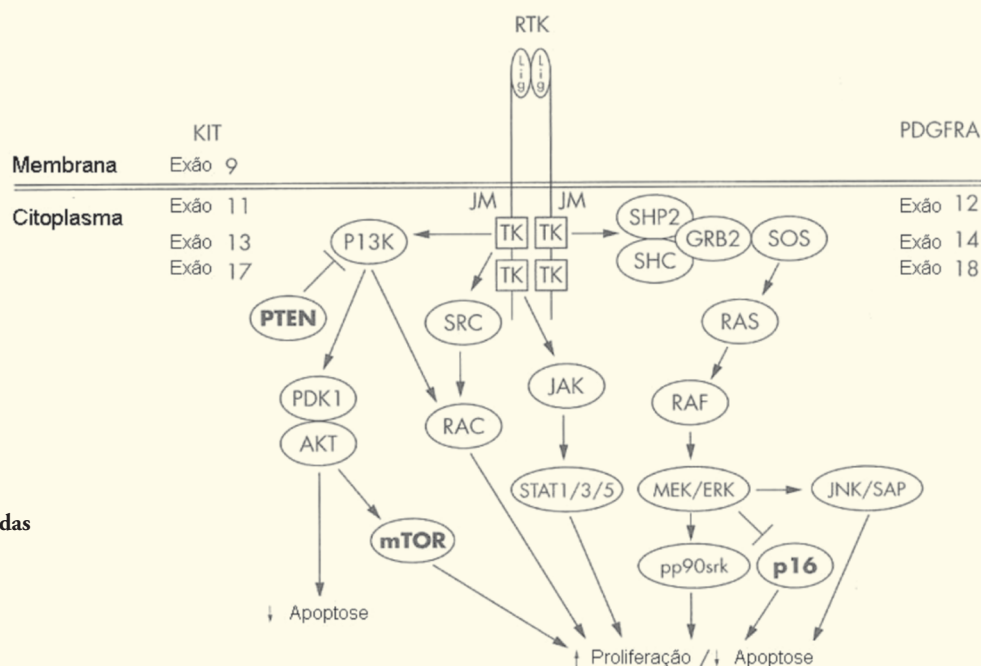 RTK
Lig Lig
KIT PDGFRA
Membrana Exão 9
Citoplasma Exão 11 JM JM Exão 12
Exão 13 P13K TK TK SHP2 GRB2 SOS Exão 14
Exão 17 TK TK SHC Exão 18
PTEN SRC RAS
PDK1 JAK RAF
AKT RAC
STAT1/3/5 MEK/ERK JNK/SAP
das
mTOR pp90srk p16
↓ Apoptose
↑ Proliferação /↓ Apoptose